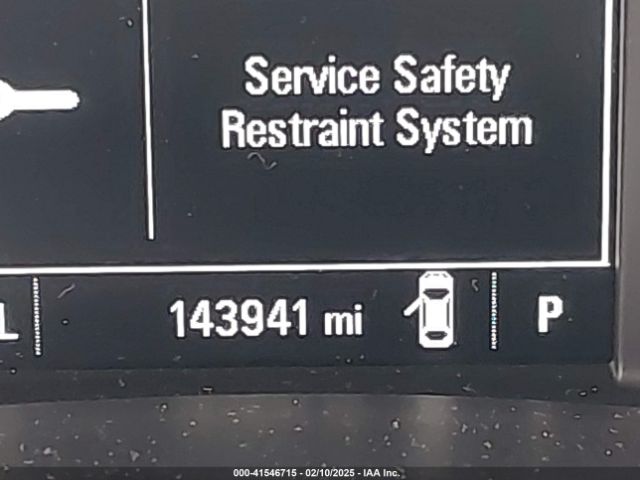 Service Safety
Restraint System
L
143941 mi
P
000-41546715 - 02/10/2025 - IAA Inc.